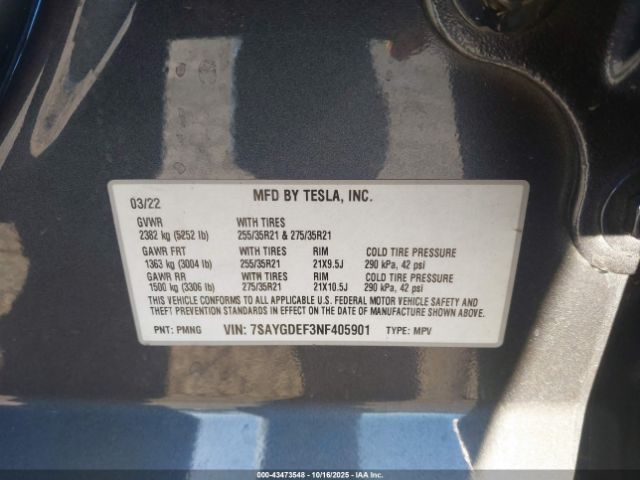 MFD BY TESLA, INC.
03/22
GVWR WITH TIRES
2382 kg (5252 lb) 255/35R21 & 275/35R21
GAWR FRT WITH TIRES RIM COLD TIRE PRESSURE
1363 kg (3004 lb) 255/35R21 21X9.5J 290 kPa, 42 psi
GAWR RR WITH TIRES RIM COLD TIRE PRESSURE
1500 kg (3306 lb) 275/35R21 21X10.5J 290 kPa, 42 psi
THIS VEHICLE CONFORMS TO ALL APPLICABLE U.S. FEDERAL MOTOR VEHICLE SAFETY AND
THEFT PREVENTION STANDARDS IN EFFECT ON THE DATE OF MANUFACTURE SHOWN ABOVE.
PNT: PMNG VIN: 7SAYGDEF3NF405901 TYPE: MPV
© 43473548 - 10/16/2025 - IAAI.COM